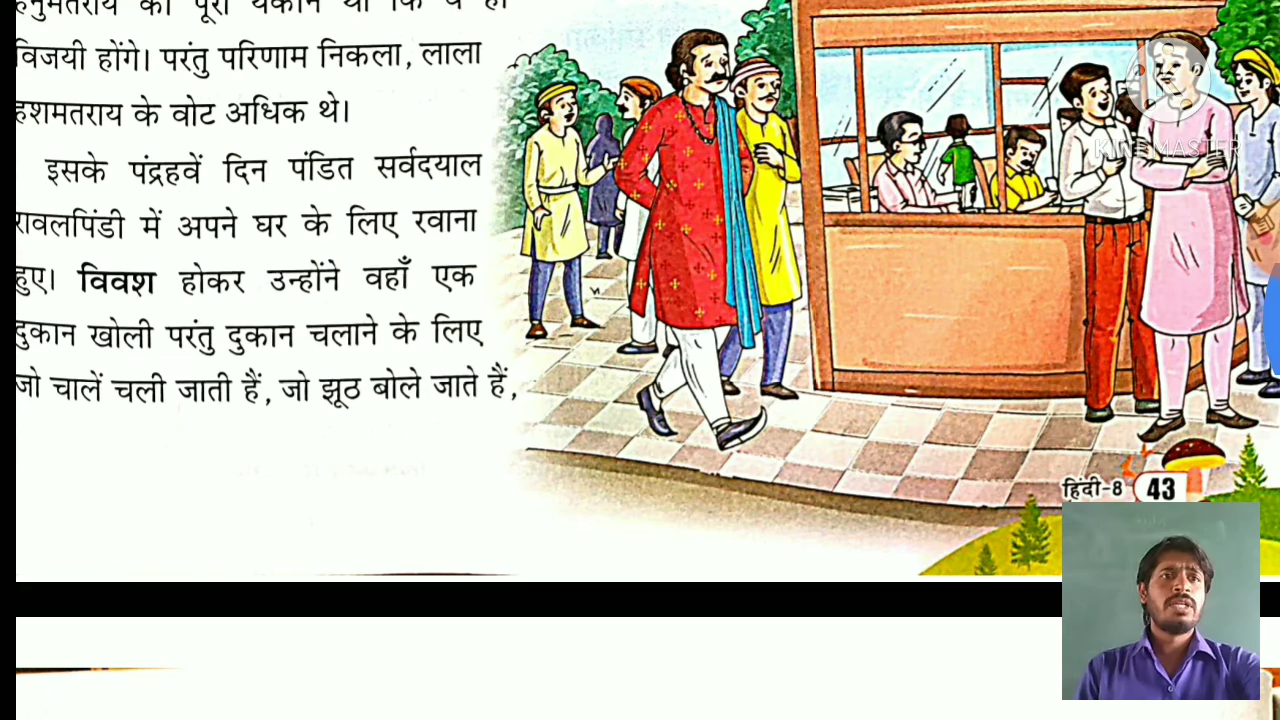 विजयी होंगे। परंतु परिणाम निकला, लाला
हशमतराय के वोट अधिक थे।
इसके पंद्रहवें दिन पंडित सर्वदयाल
रावलपिंडी में अपने घर के लिए रवाना
हुए। विवश होकर उन्होंने वहाँ एक
दुकान खोली परंतु दुकान चलाने के लिए
जो चालें चली जाती हैं, जो झूठ बोले जाते हैं,
हिंदी-8 43
KINEMASTER